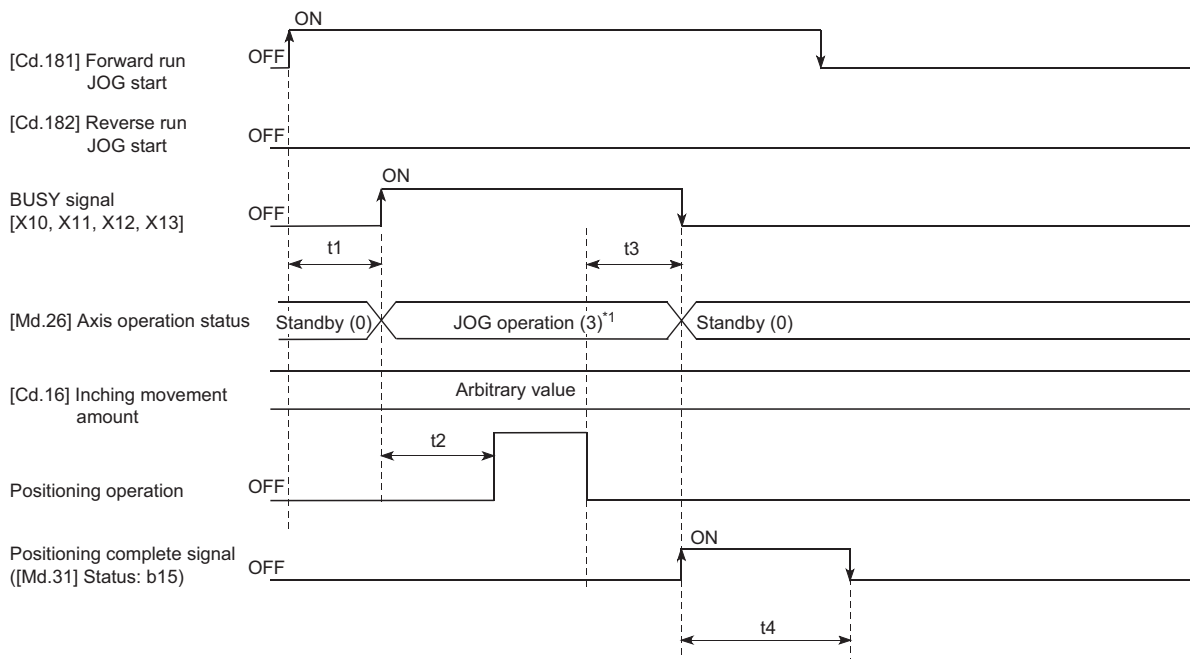 ON
[Cd.181] Forward run
JOG start
OFF
[Cd.182] Reverse run
JOG start
OFF
ON
BUSY signal
[X10, X11, X12, X13]
OFF
t1
t3
[Md.26] Axis operation status
Standby (0)
JOG operation (3)*1
Standby (0)
[Cd.16] Inching movement
amount
Arbitrary value
t2
Positioning operation
OFF
ON
Positioning complete signal
([Md.31] Status: b15)
OFF
t4